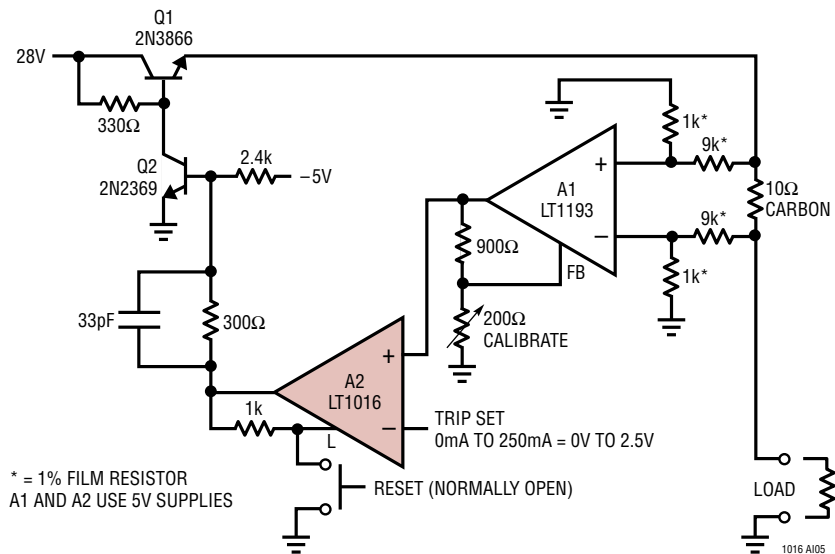 Q1
2N3866
28V
330Ω
Q2
2N2369
2.4k
–5V
1k*
9k*
+
A1
LT1193
–
10Ω
CARBON
9k*
1k*
900Ω
FB
200Ω
CALIBRATE
33pF
300Ω
+
A2
LT1016
–
L
1k
TRIP SET
0mA TO 250mA = 0V TO 2.5V
RESET (NORMALLY OPEN)
LOAD
* = 1% FILM RESISTOR
A1 AND A2 USE 5V SUPPLIES
1016 AI05